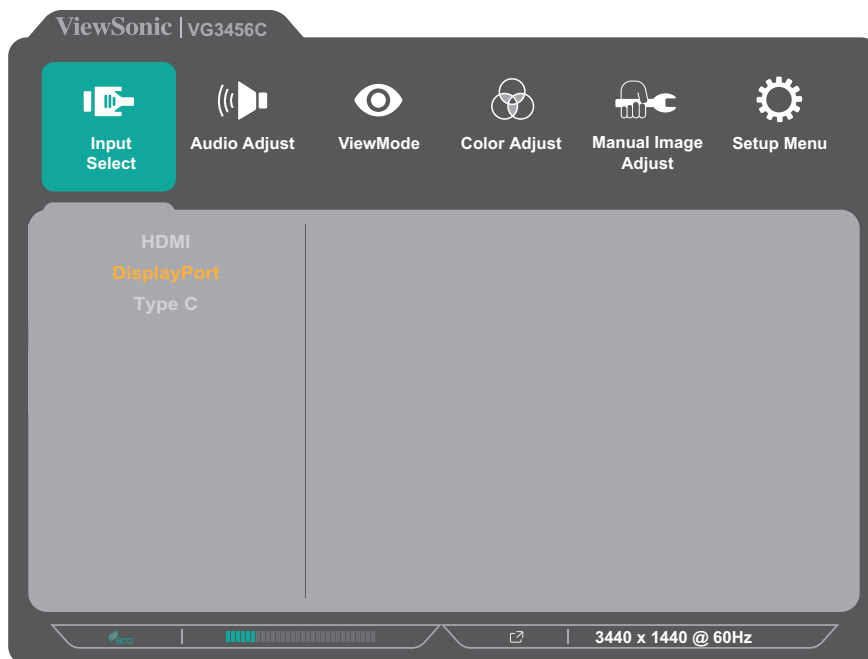 ViewSonic | VG3456C
Input
Select
Audio Adjust
ViewMode
Color Adjust
Manual Image
Adjust
Setup Menu
HDMI
DisplayPort
Type C
eco
3440 x 1440 @ 60Hz